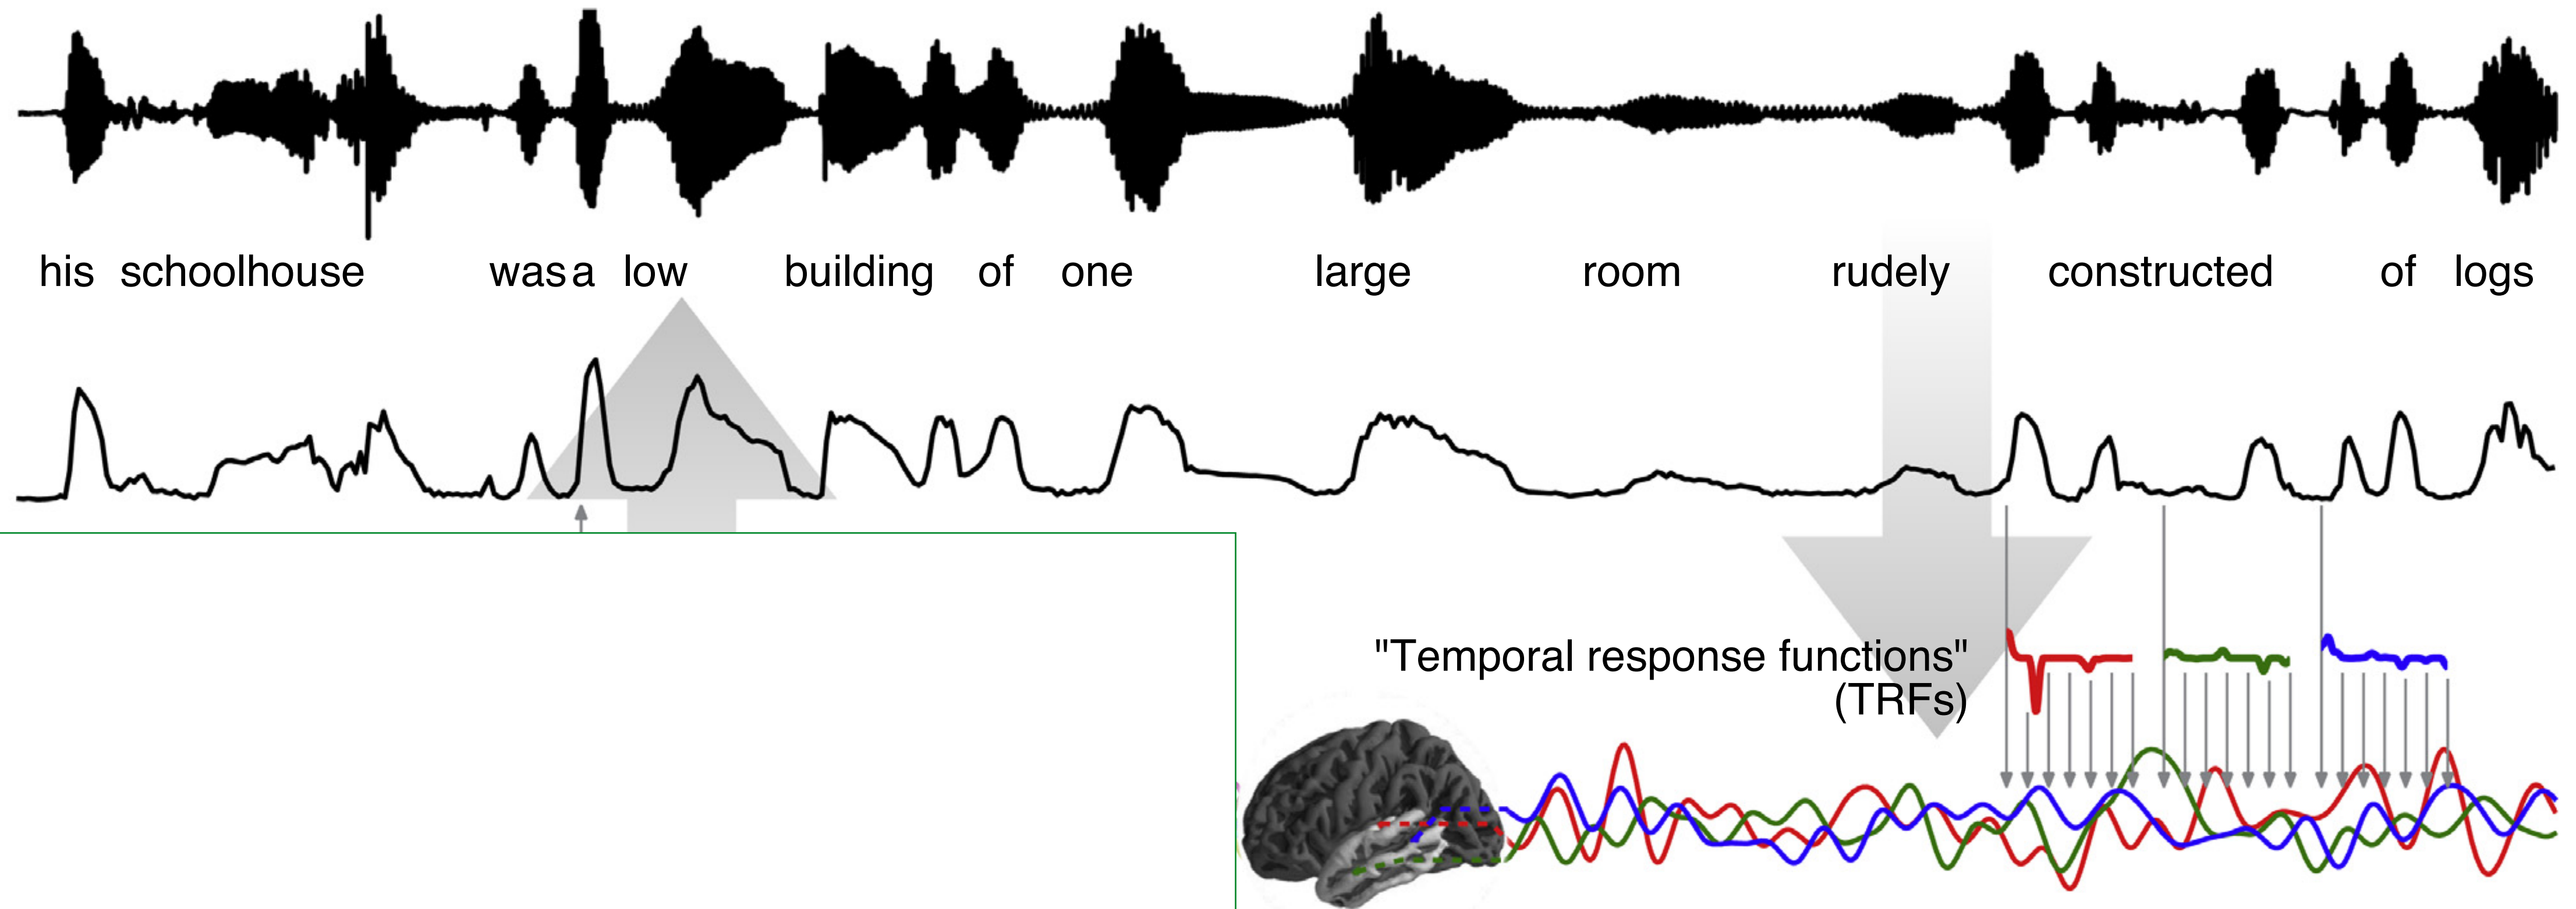 his schoolhouse was a low building of one large room rudely constructed of logs
"Temporal response functions"
(TRFs)